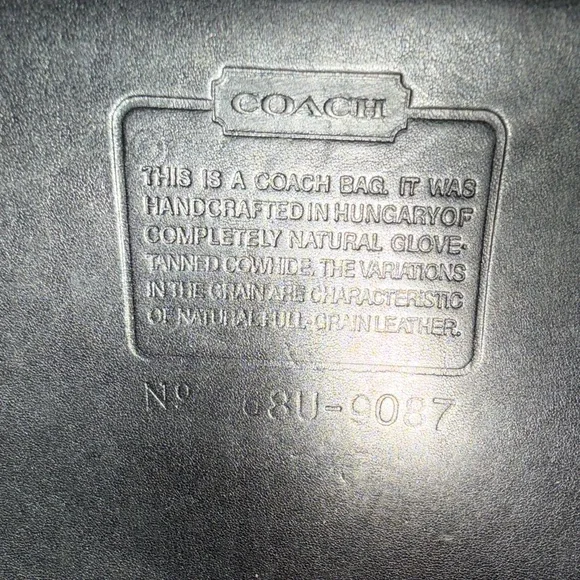 COACH
THIS IS A COACH BAG. IT WAS
HANDCRAFTED IN HUNGARY OF
COMPLETELY NATURAL GLOVE-
TANNED COWHIDE. THE VARIATIONS
IN THE GRAIN ARE CHARACTERISTIC
OF NATURAL FULL-GRAIN LEATHER.
Nº 8U-9087